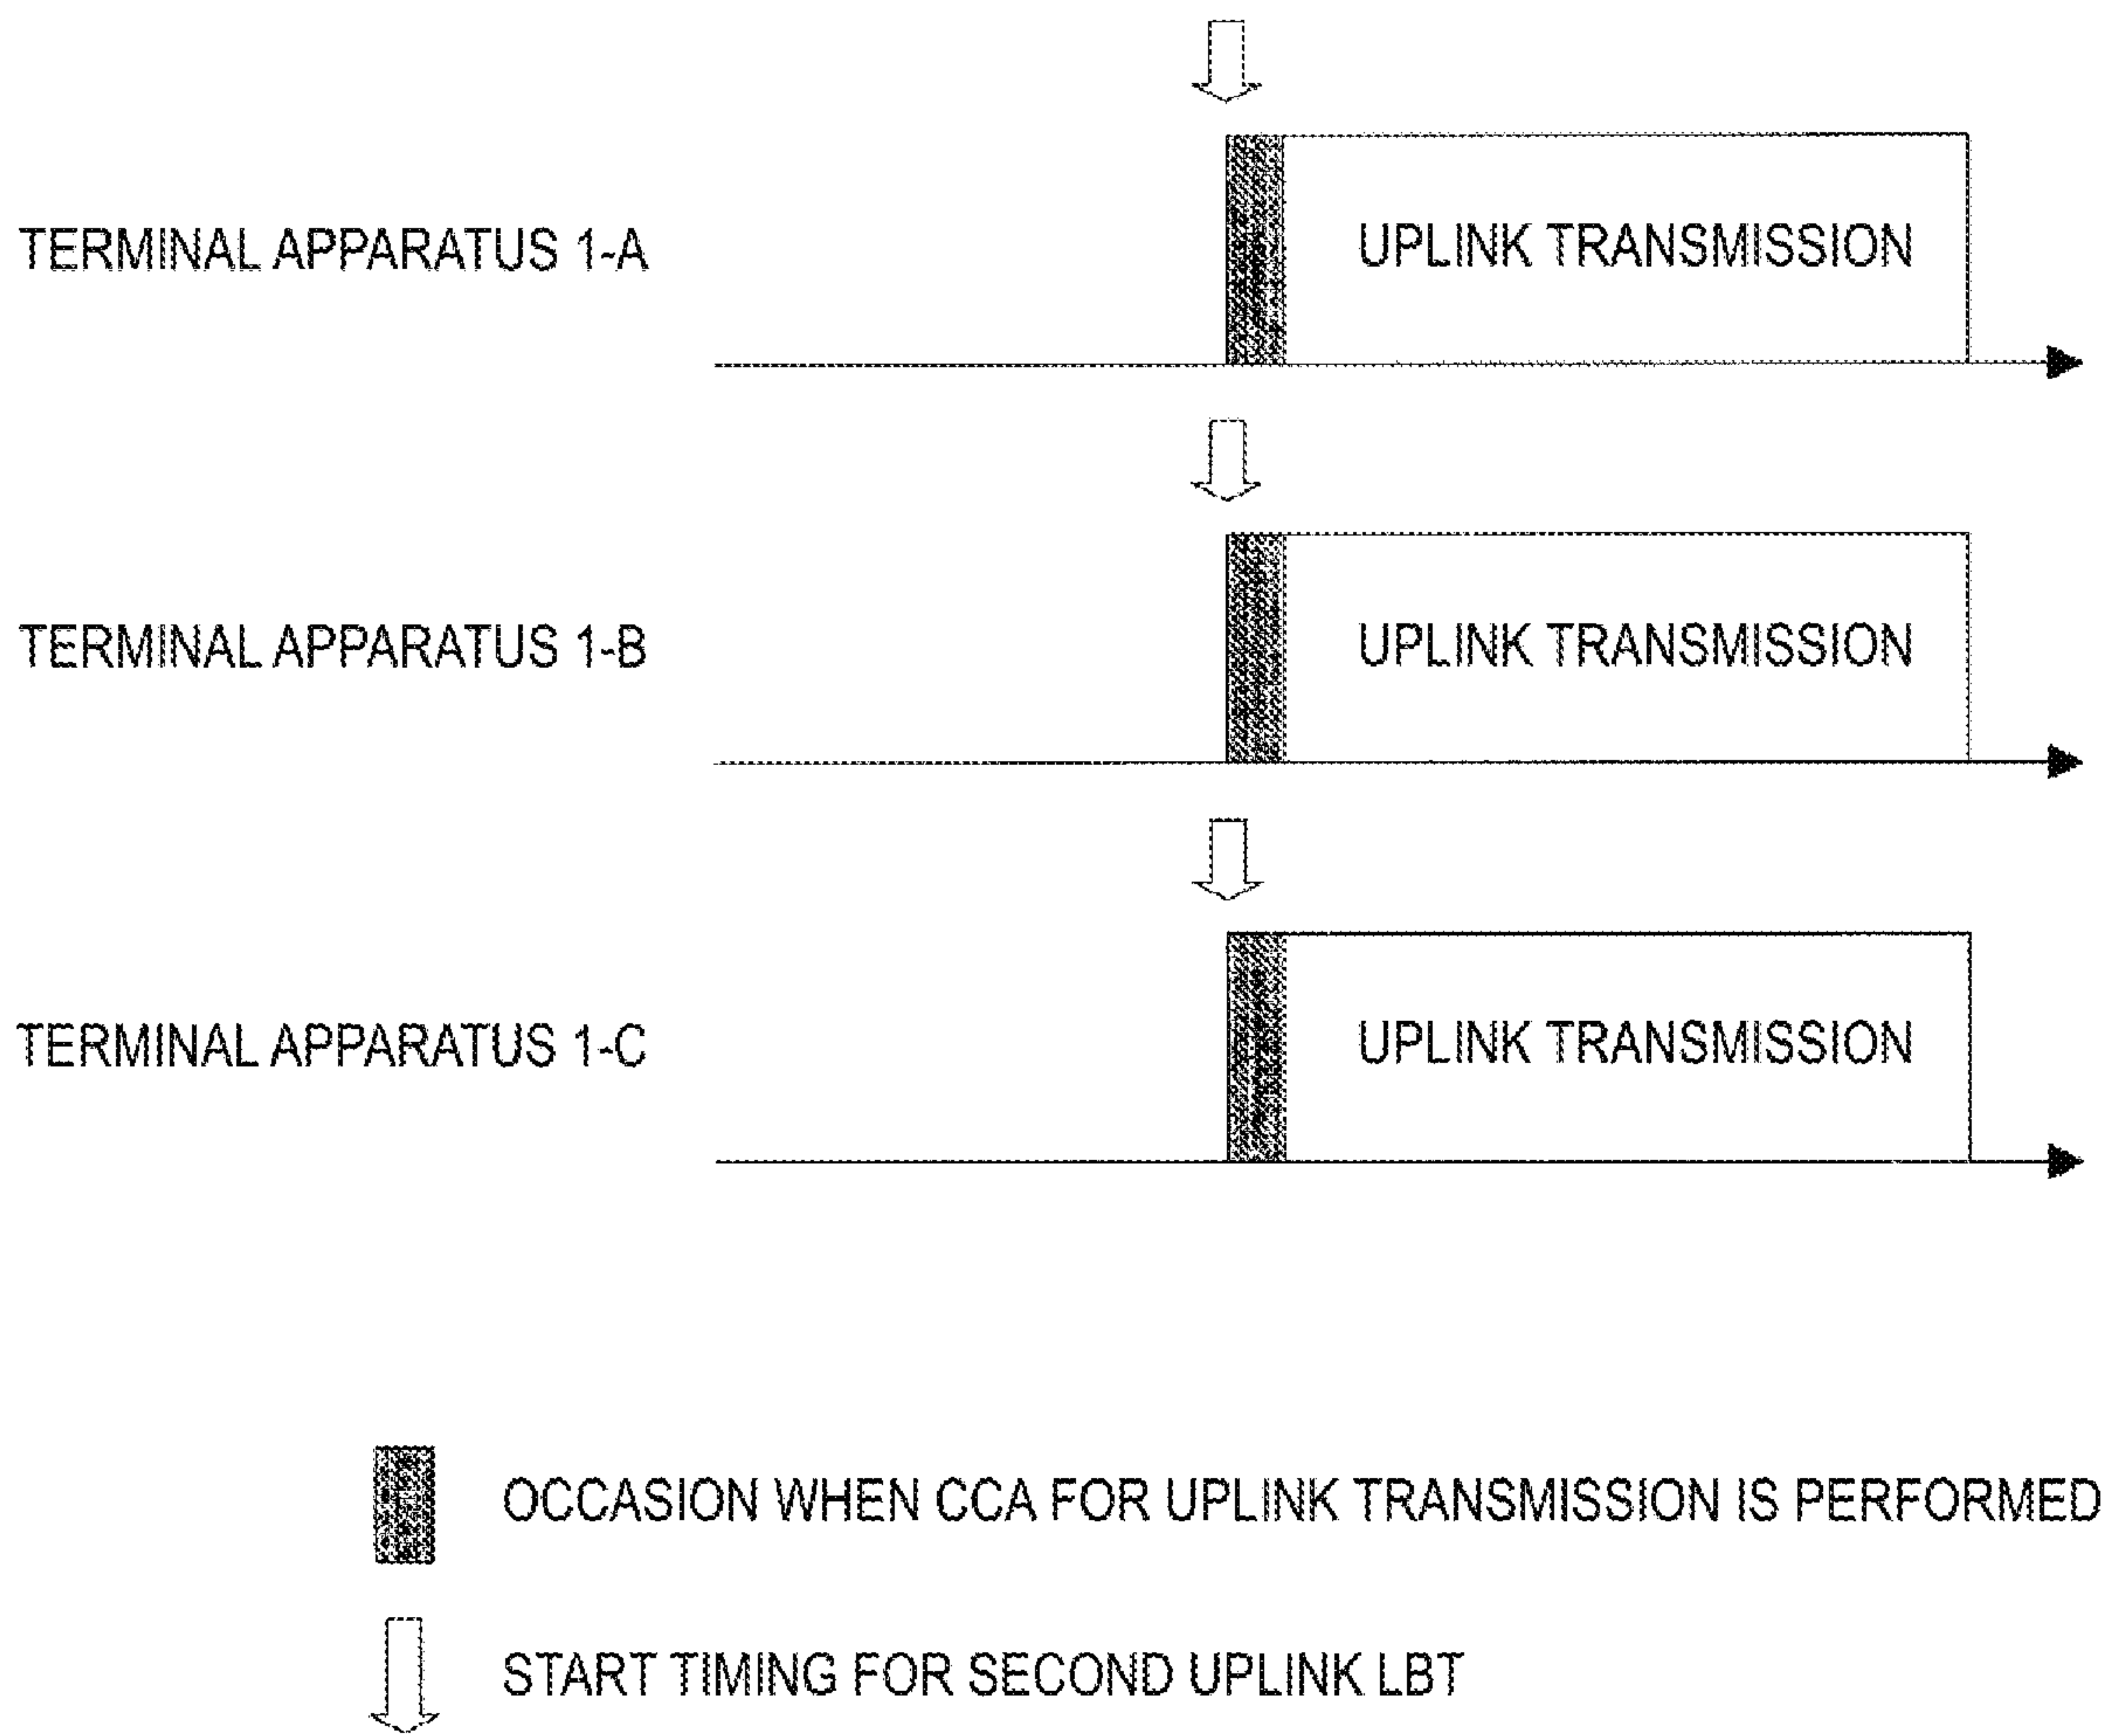 TERMINAL APPARATUS 1-A
UPLINK TRANSMISSION
TERMINAL APPARATUS 1-B
UPLINK TRANSMISSION
TERMINAL APPARATUS 1-C
UPLINK TRANSMISSION
OCCASION WHEN CCA FOR UPLINK TRANSMISSION IS PERFORMED
START TIMING FOR SECOND UPLINK LBT